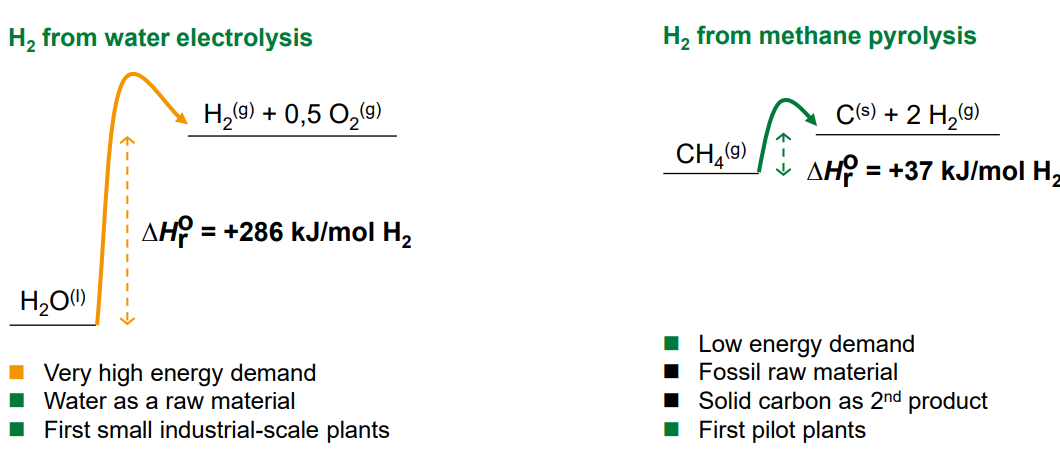 H₂ from water electrolysis
H₂(g) + 0,5 O₂(g)
ΔH°r = +286 kJ/mol H₂
H₂O(l)
Very high energy demand
Water as a raw material
First small industrial-scale plants
H₂ from methane pyrolysis
C(s) + 2 H₂(g)
CH₄(g)
ΔH°r = +37 kJ/mol H₂
Low energy demand
Fossil raw material
Solid carbon as 2nd product
First pilot plants